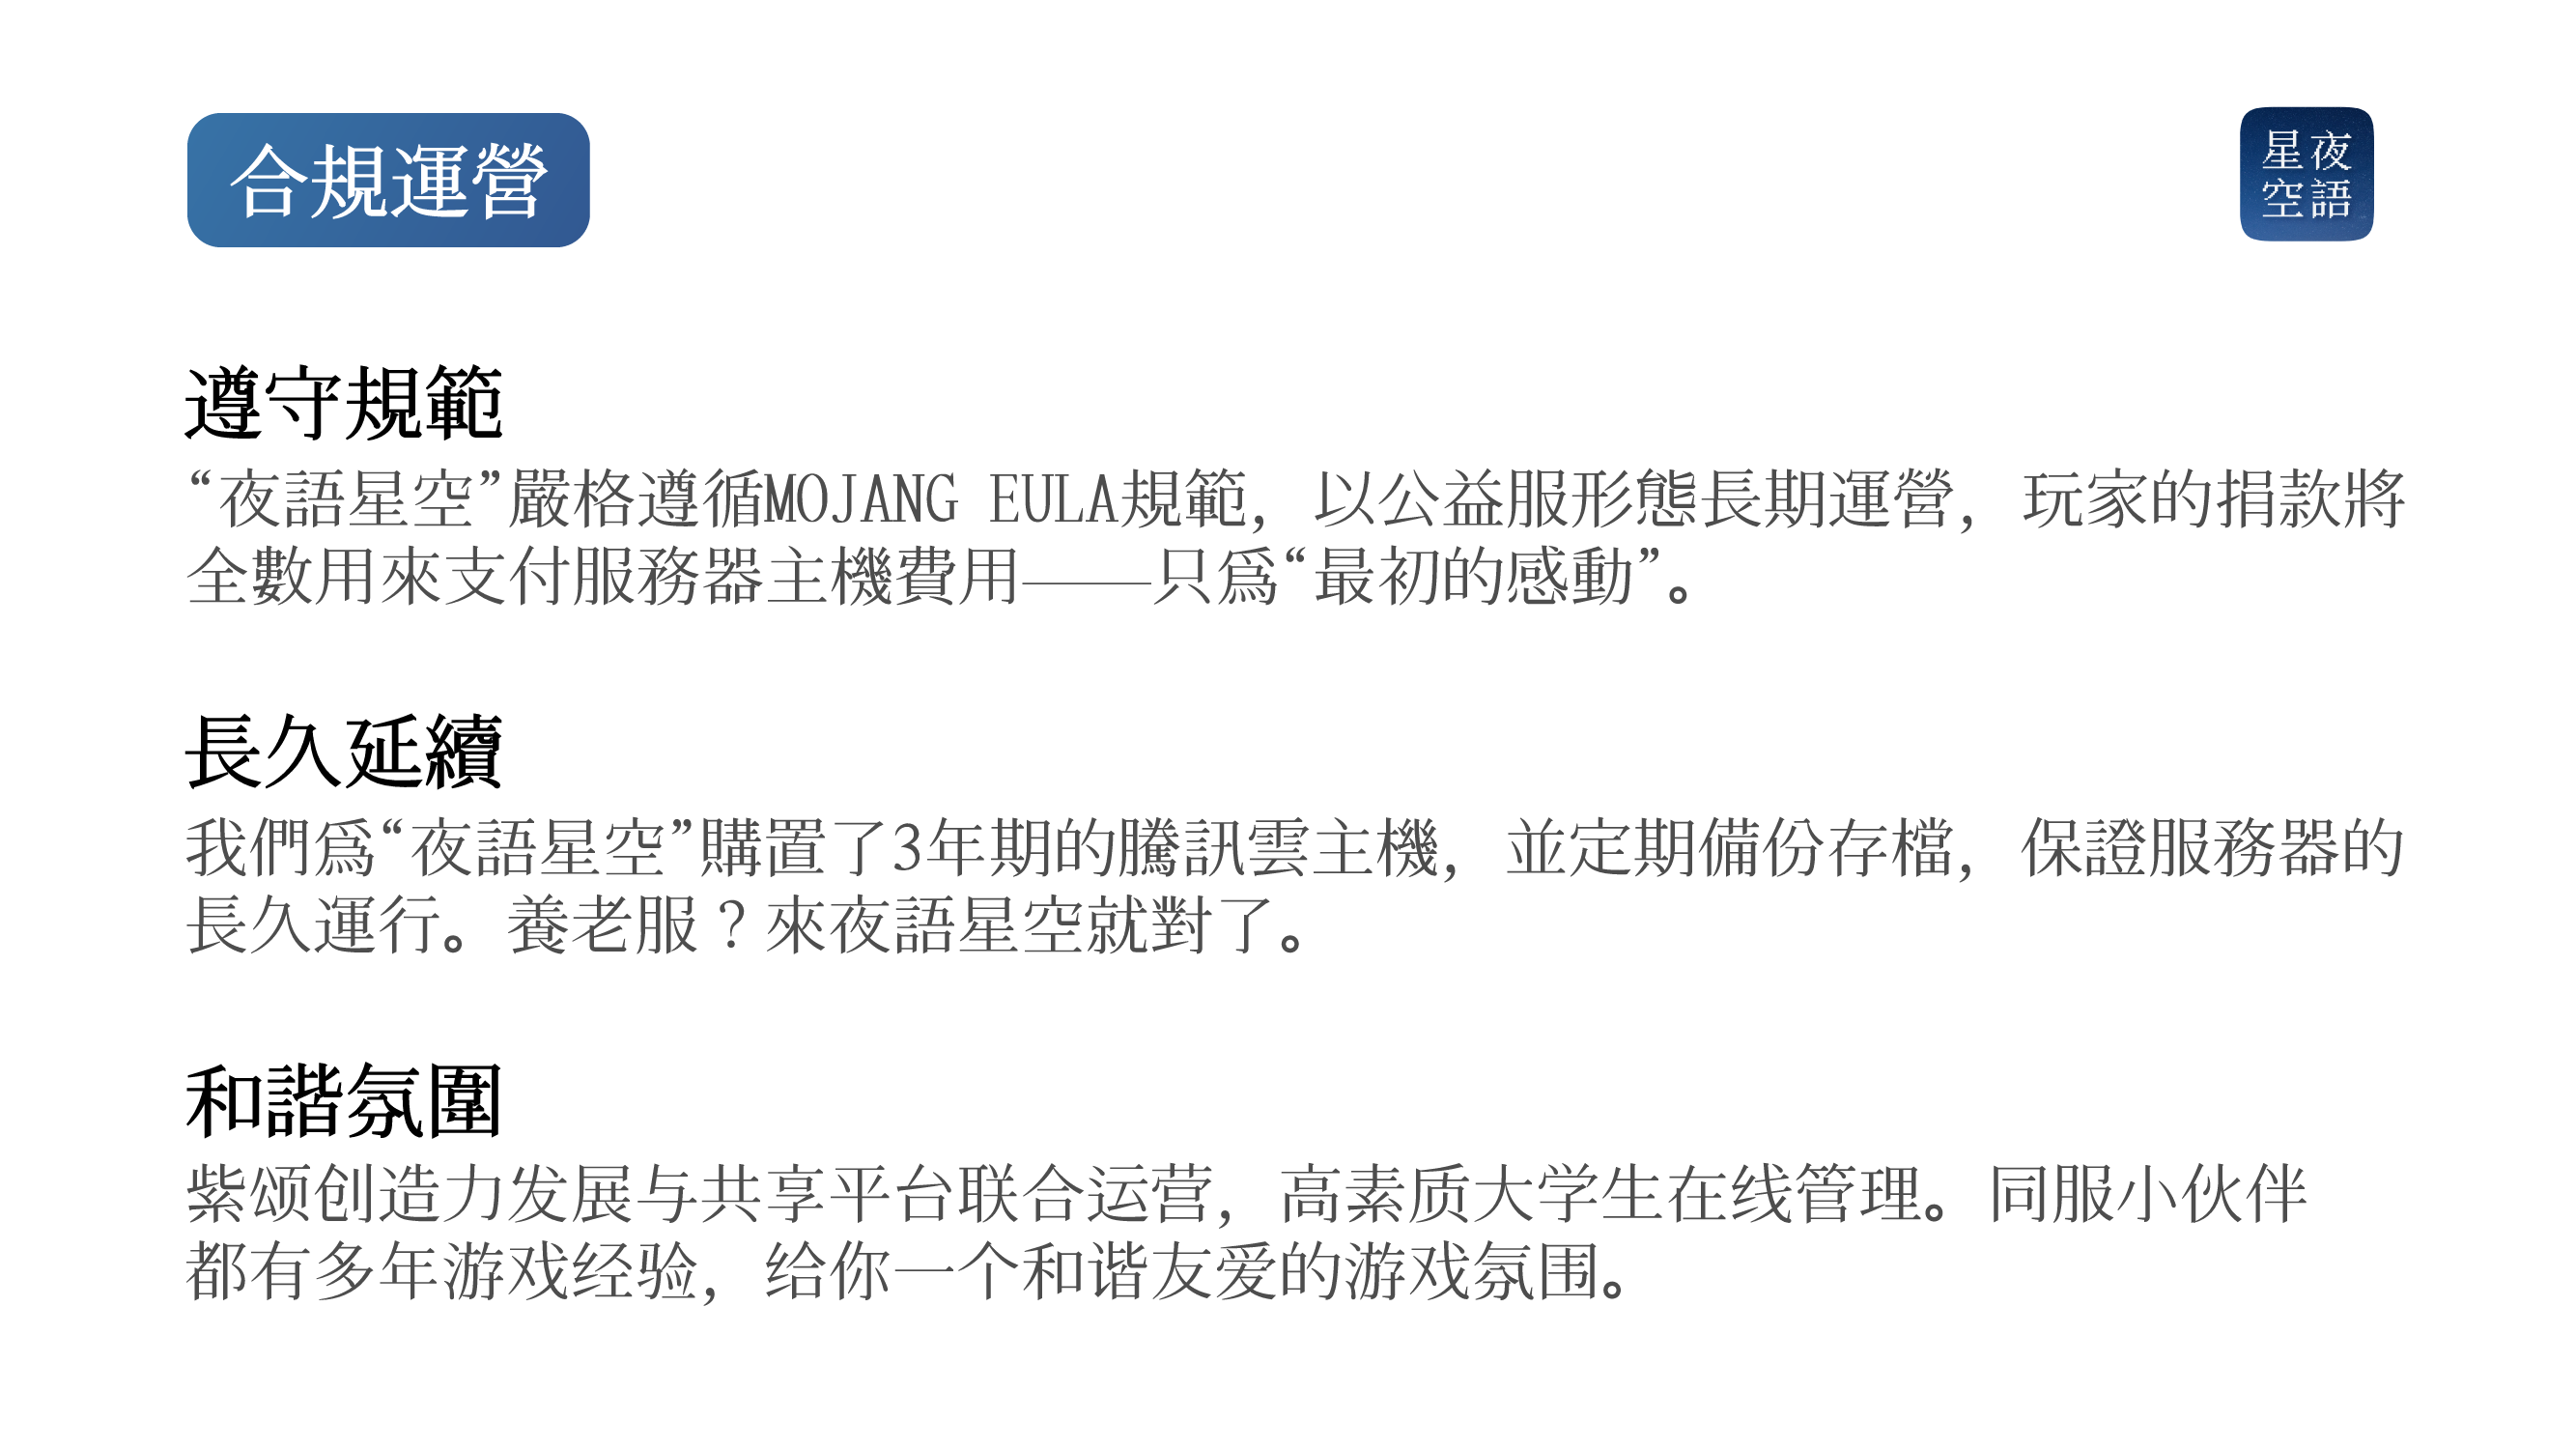 合規運營
夜語
星空
遵守規範
“夜語星空”嚴格遵循MOJANG EULA規範，以公益服形態長期運營，玩家的捐款將
全數用來支付服務器主機費用——只爲“最初的感動”。
長久延續
我們爲“夜語星空”購置了3年期的騰訊雲主機，並定期備份存檔，保證服務器的
長久運行。養老服？來夜語星空就對了。
和諧氛圍
紫颂创造力发展与共享平台联合运营，高素质大学生在线管理。同服小伙伴
都有多年游戏经验，给你一个和谐友爱的游戏氛围。